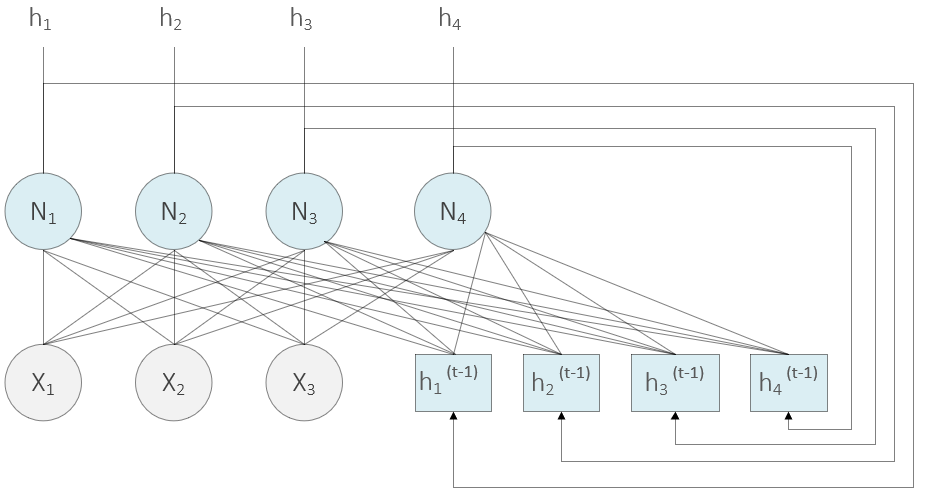 h₁ h₂ h₃ h₄
N₁ N₂ N₃ N₄
X₁ X₂ X₃ h₁⁽ᵗ⁻¹⁾ h₂⁽ᵗ⁻¹⁾ h₃⁽ᵗ⁻¹⁾ h₄⁽ᵗ⁻¹⁾